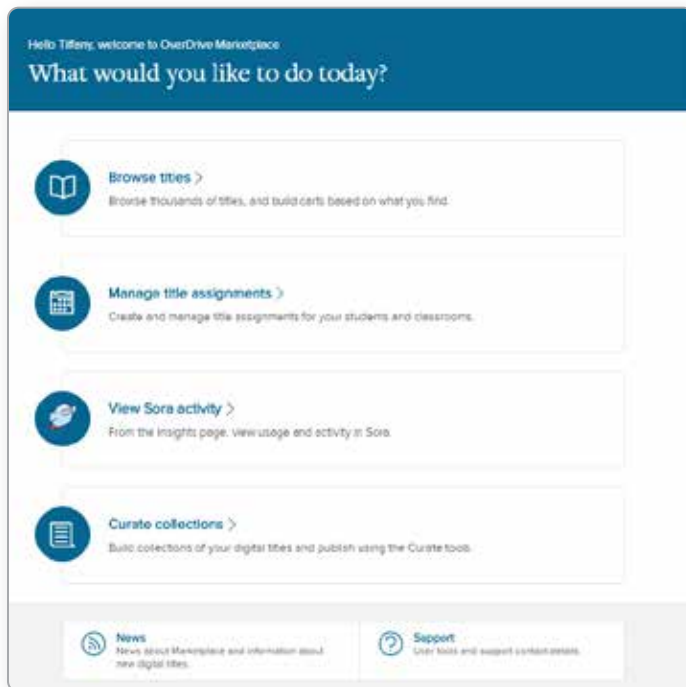 Hello Tiffany, welcome to OverDrive Marketplace
What would you like to do today?
Browse titles >
Browse thousands of titles, and build carts based on what you find.
Manage title assignments >
Create and manage title assignments for your students and classrooms.
View Sora activity >
From the Insights page, view usage and activity in Sora.
Curate collections >
Build collections of your digital titles and publish using the Curate tools.
News
News about Marketplace and information about
new digital titles.
Support
User tools and support contact details.